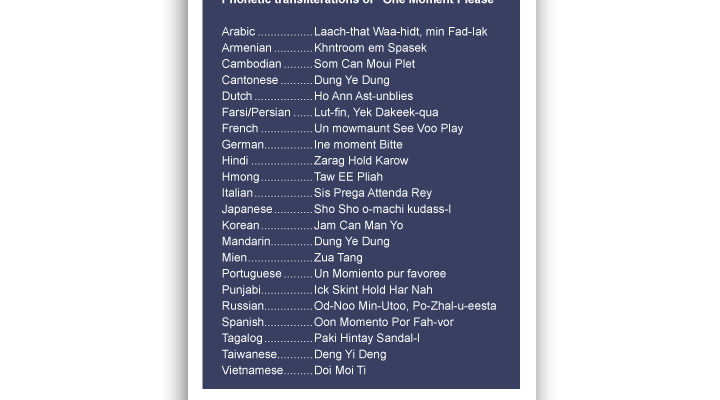 Phonetic transliterations of "One Moment Please"
Arabic ................. Laach-that Waa-hidt, min Fad-lak
Armenian ............ Khntroom em Spasek
Cambodian ......... Som Can Moui Plet
Cantonese .......... Dung Ye Dung
Dutch .................. Ho Ann Ast-unblies
Farsi/Persian ...... Lut-fin, Yek Dakeek-qua
French ................ Un mowmaunt See Voo Play
German............... Ine moment Bitte
Hindi ................... Zarag Hold Karow
Hmong................ Taw EE Pliah
Italian.................. Sis Prega Attenda Rey
Japanese............ Sho Sho o-machi kudass-I
Korean................ Jam Can Man Yo
Mandarin............. Dung Ye Dung
Mien.................... Zua Tang
Portuguese ......... Un Momiento pur favoree
Punjabi................ Ick Skint Hold Har Nah
Russian............... Od-Noo Min-Utoo, Po-Zhal-u-eesta
Spanish............... Oon Momento Por Fah-vor
Tagalog............... Paki Hintay Sandal-I
Taiwanese........... Deng Yi Deng
Vietnamese......... Doi Moi Ti